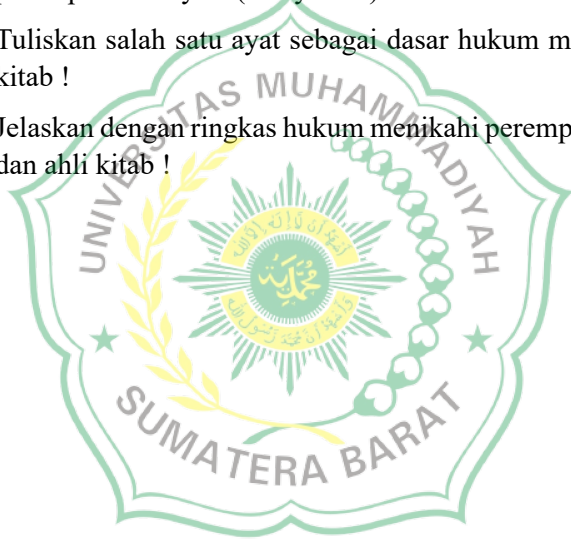 Tuliskan salah satu ayat sebagai dasar hukum m
kitab !
Jelaskan dengan ringkas hukum menikahi peremp
dan ahli kitab !
UNIVERSITAS MUHAMMADIYAH
SUMATERA BARAT